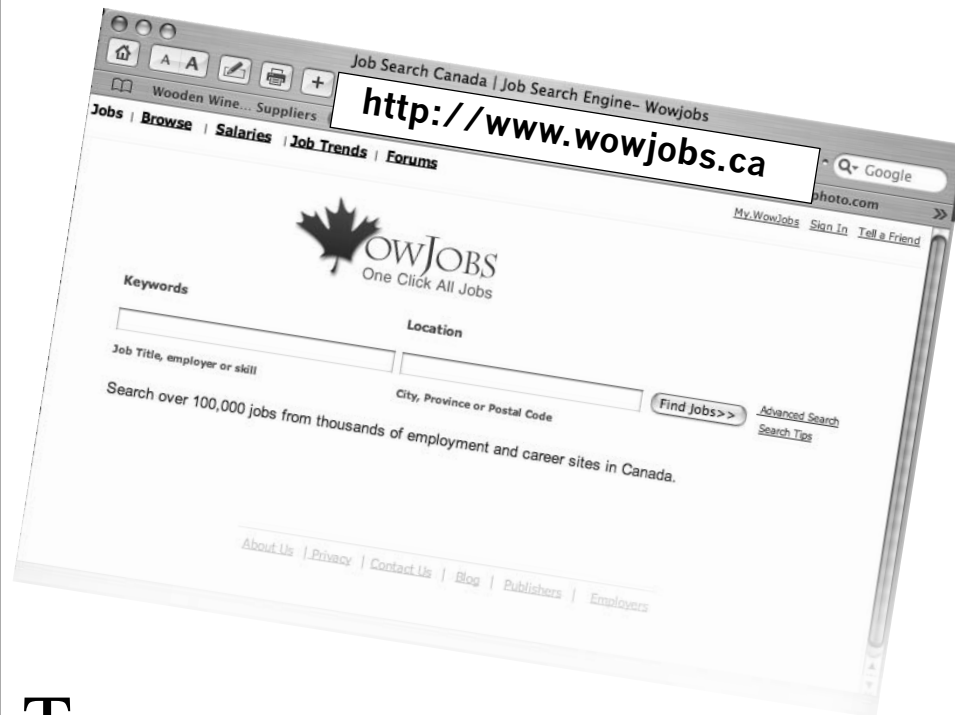 Job Search Canada | Job Search Engine– Wowjobs
A A
+
Wooden Wine... Suppliers
http://www.wowjobs.ca
Google
photo.com
»
Jobs | Browse | Salaries | Job Trends | Forums
My.WowJobs Sign In Tell a Friend
OWJOBS
One Click All Jobs
Keywords
Location
Job Title, employer or skill
City, Province or Postal Code
Find Jobs>>
Advanced Search
Search Tips
Search over 100,000 jobs from thousands of employment and career sites in Canada.
About Us | Privacy | Contact Us | Blog | Publishers | Employers
T